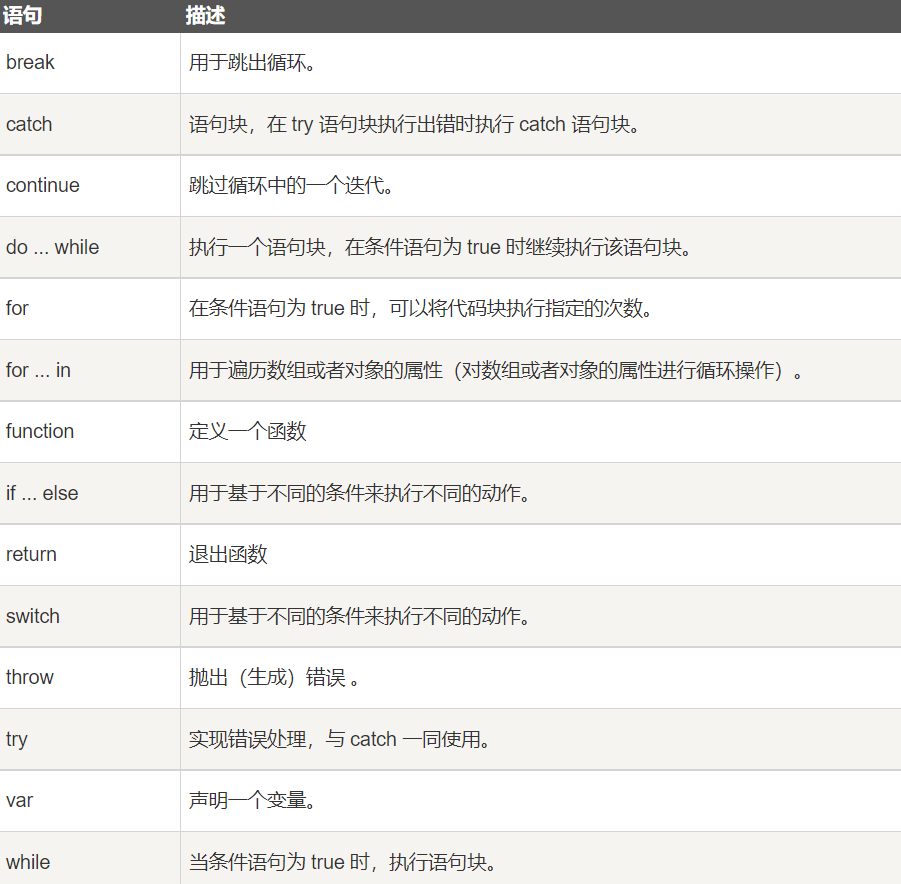 语句 描述
break 用于跳出循环。
catch 语句块，在 try 语句块执行出错时执行 catch 语句块。
continue 跳过循环中的一个迭代。
do ... while 执行一个语句块，在条件语句为 true 时继续执行该语句块。
for 在条件语句为 true 时，可以将代码块执行指定的次数。
for ... in 用于遍历数组或者对象的属性（对数组或者对象的属性进行循环操作）。
function 定义一个函数
if ... else 用于基于不同的条件来执行不同的动作。
return 退出函数
switch 用于基于不同的条件来执行不同的动作。
throw 抛出（生成）错误 。
try 实现错误处理，与 catch 一同使用。
var 声明一个变量。
while 当条件语句为 true 时，执行语句块。